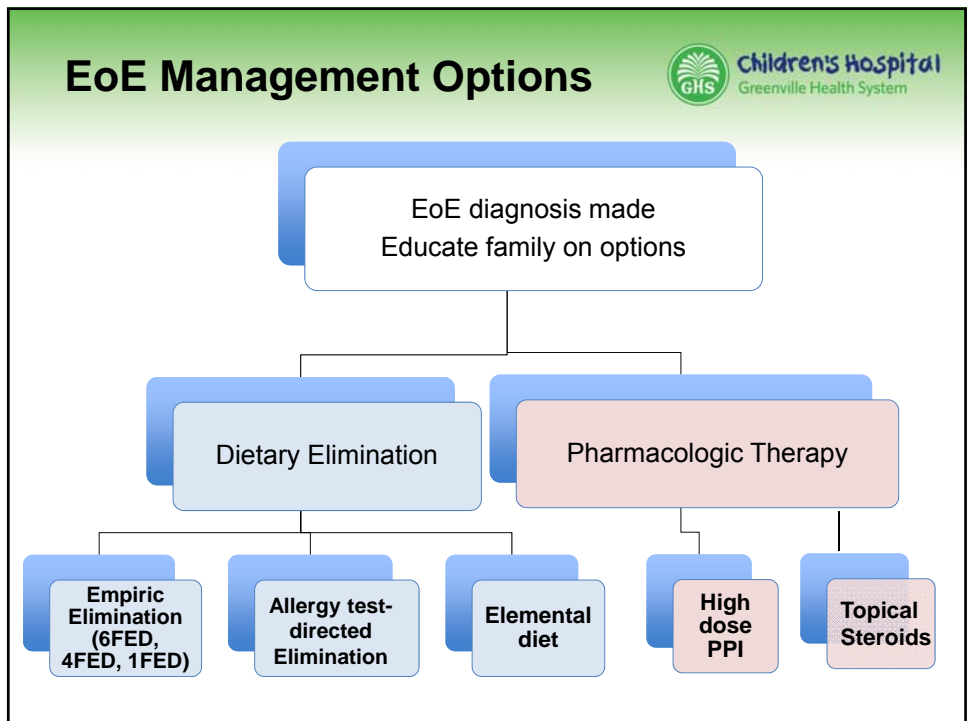 EoE Management Options
GHS
Children's Hospital
Greenville Health System
EoE diagnosis made
Educate family on options
Dietary Elimination
Pharmacologic Therapy
Empiric
Elimination
(6FED,
4FED, 1FED)
Allergy test-
directed
Elimination
Elemental
diet
High
dose
PPI
Topical
Steroids